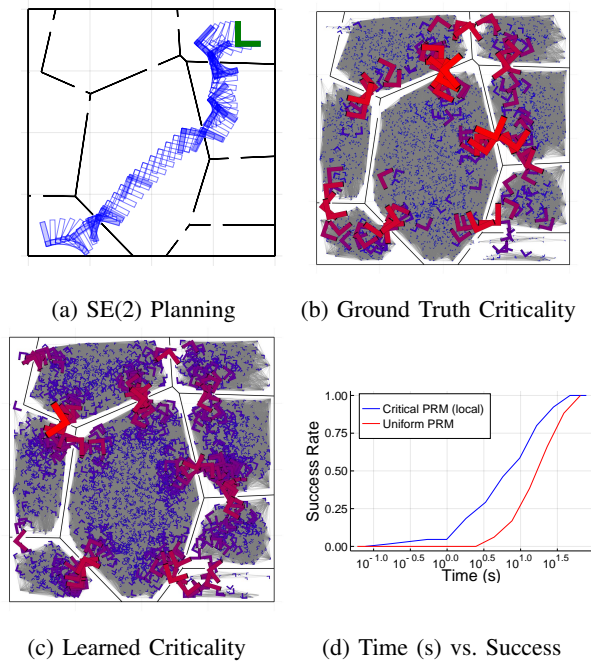 (a) SE(2) Planning
(b) Ground Truth Criticality
(c) Learned Criticality
1.00
0.75
0.50
0.25
0.00
Success Rate
Critical PRM (local)
Uniform PRM
10^-1.0 10^-0.5 10^0.0 10^0.5 10^1.0 10^1.5
Time (s)
(d) Time (s) vs. Success